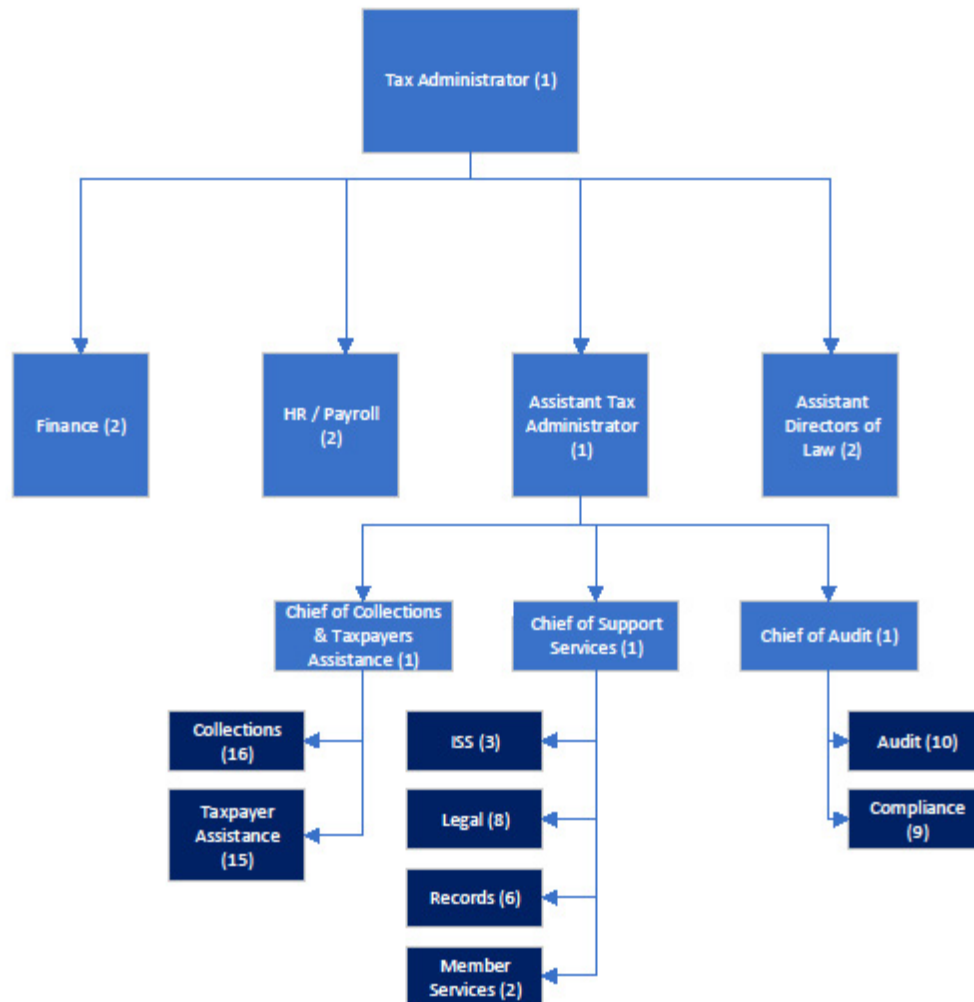 Tax Administrator (1)
Finance (2)
HR / Payroll
(2)
Assistant Tax
Administrator
(1)
Assistant
Directors of
Law (2)
Chief of Collections
& Taxpayers
Assistance (1)
Chief of Support
Services (1)
Chief of Audit (1)
Collections
(16)
Taxpayer
Assistance
(15)
ISS (3)
Legal (8)
Records (6)
Member
Services (2)
Audit (10)
Compliance
(9)